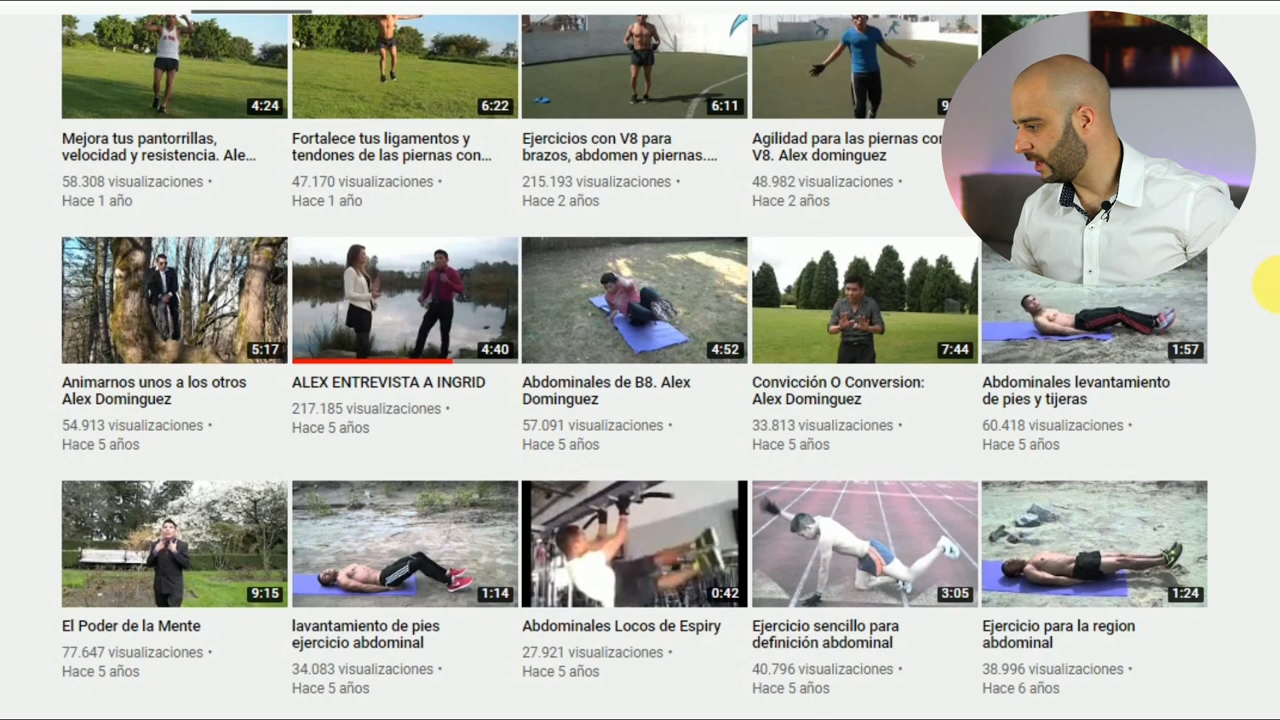 4:24
6:22
6:11
9
Mejora tus pantorrillas,
velocidad y resistencia. Ale...
58.308 visualizaciones •
Hace 1 año
Fortalece tus ligamentos y
tendones de las piernas con...
47.170 visualizaciones •
Hace 1 año
Ejercicios con V8 para
brazos, abdomen y piernas....
215.193 visualizaciones •
Hace 2 años
Agilidad para las piernas con
V8. Alex dominguez
48.982 visualizaciones •
Hace 2 años
5:17
4:40
4:52
7:44
1:57
Animarnos unos a los otros
Alex Dominguez
54.913 visualizaciones •
Hace 5 años
ALEX ENTREVISTA A INGRID
217.185 visualizaciones •
Hace 5 años
Abdominales de B8. Alex
Dominguez
57.091 visualizaciones •
Hace 5 años
Convicción O Conversion:
Alex Dominguez
33.813 visualizaciones •
Hace 5 años
Abdominales levantamiento
de pies y tijeras
60.418 visualizaciones •
Hace 5 años
9:15
1:14
0:42
3:05
1:24
El Poder de la Mente
77.647 visualizaciones •
Hace 5 años
lavantamiento de pies
ejercicio abdominal
34.083 visualizaciones •
Hace 5 años
Abdominales Locos de Espiry
27.921 visualizaciones •
Hace 5 años
Ejercicio sencillo para
definición abdominal
40.796 visualizaciones •
Hace 5 años
Ejercicio para la region
abdominal
38.996 visualizaciones •
Hace 6 años